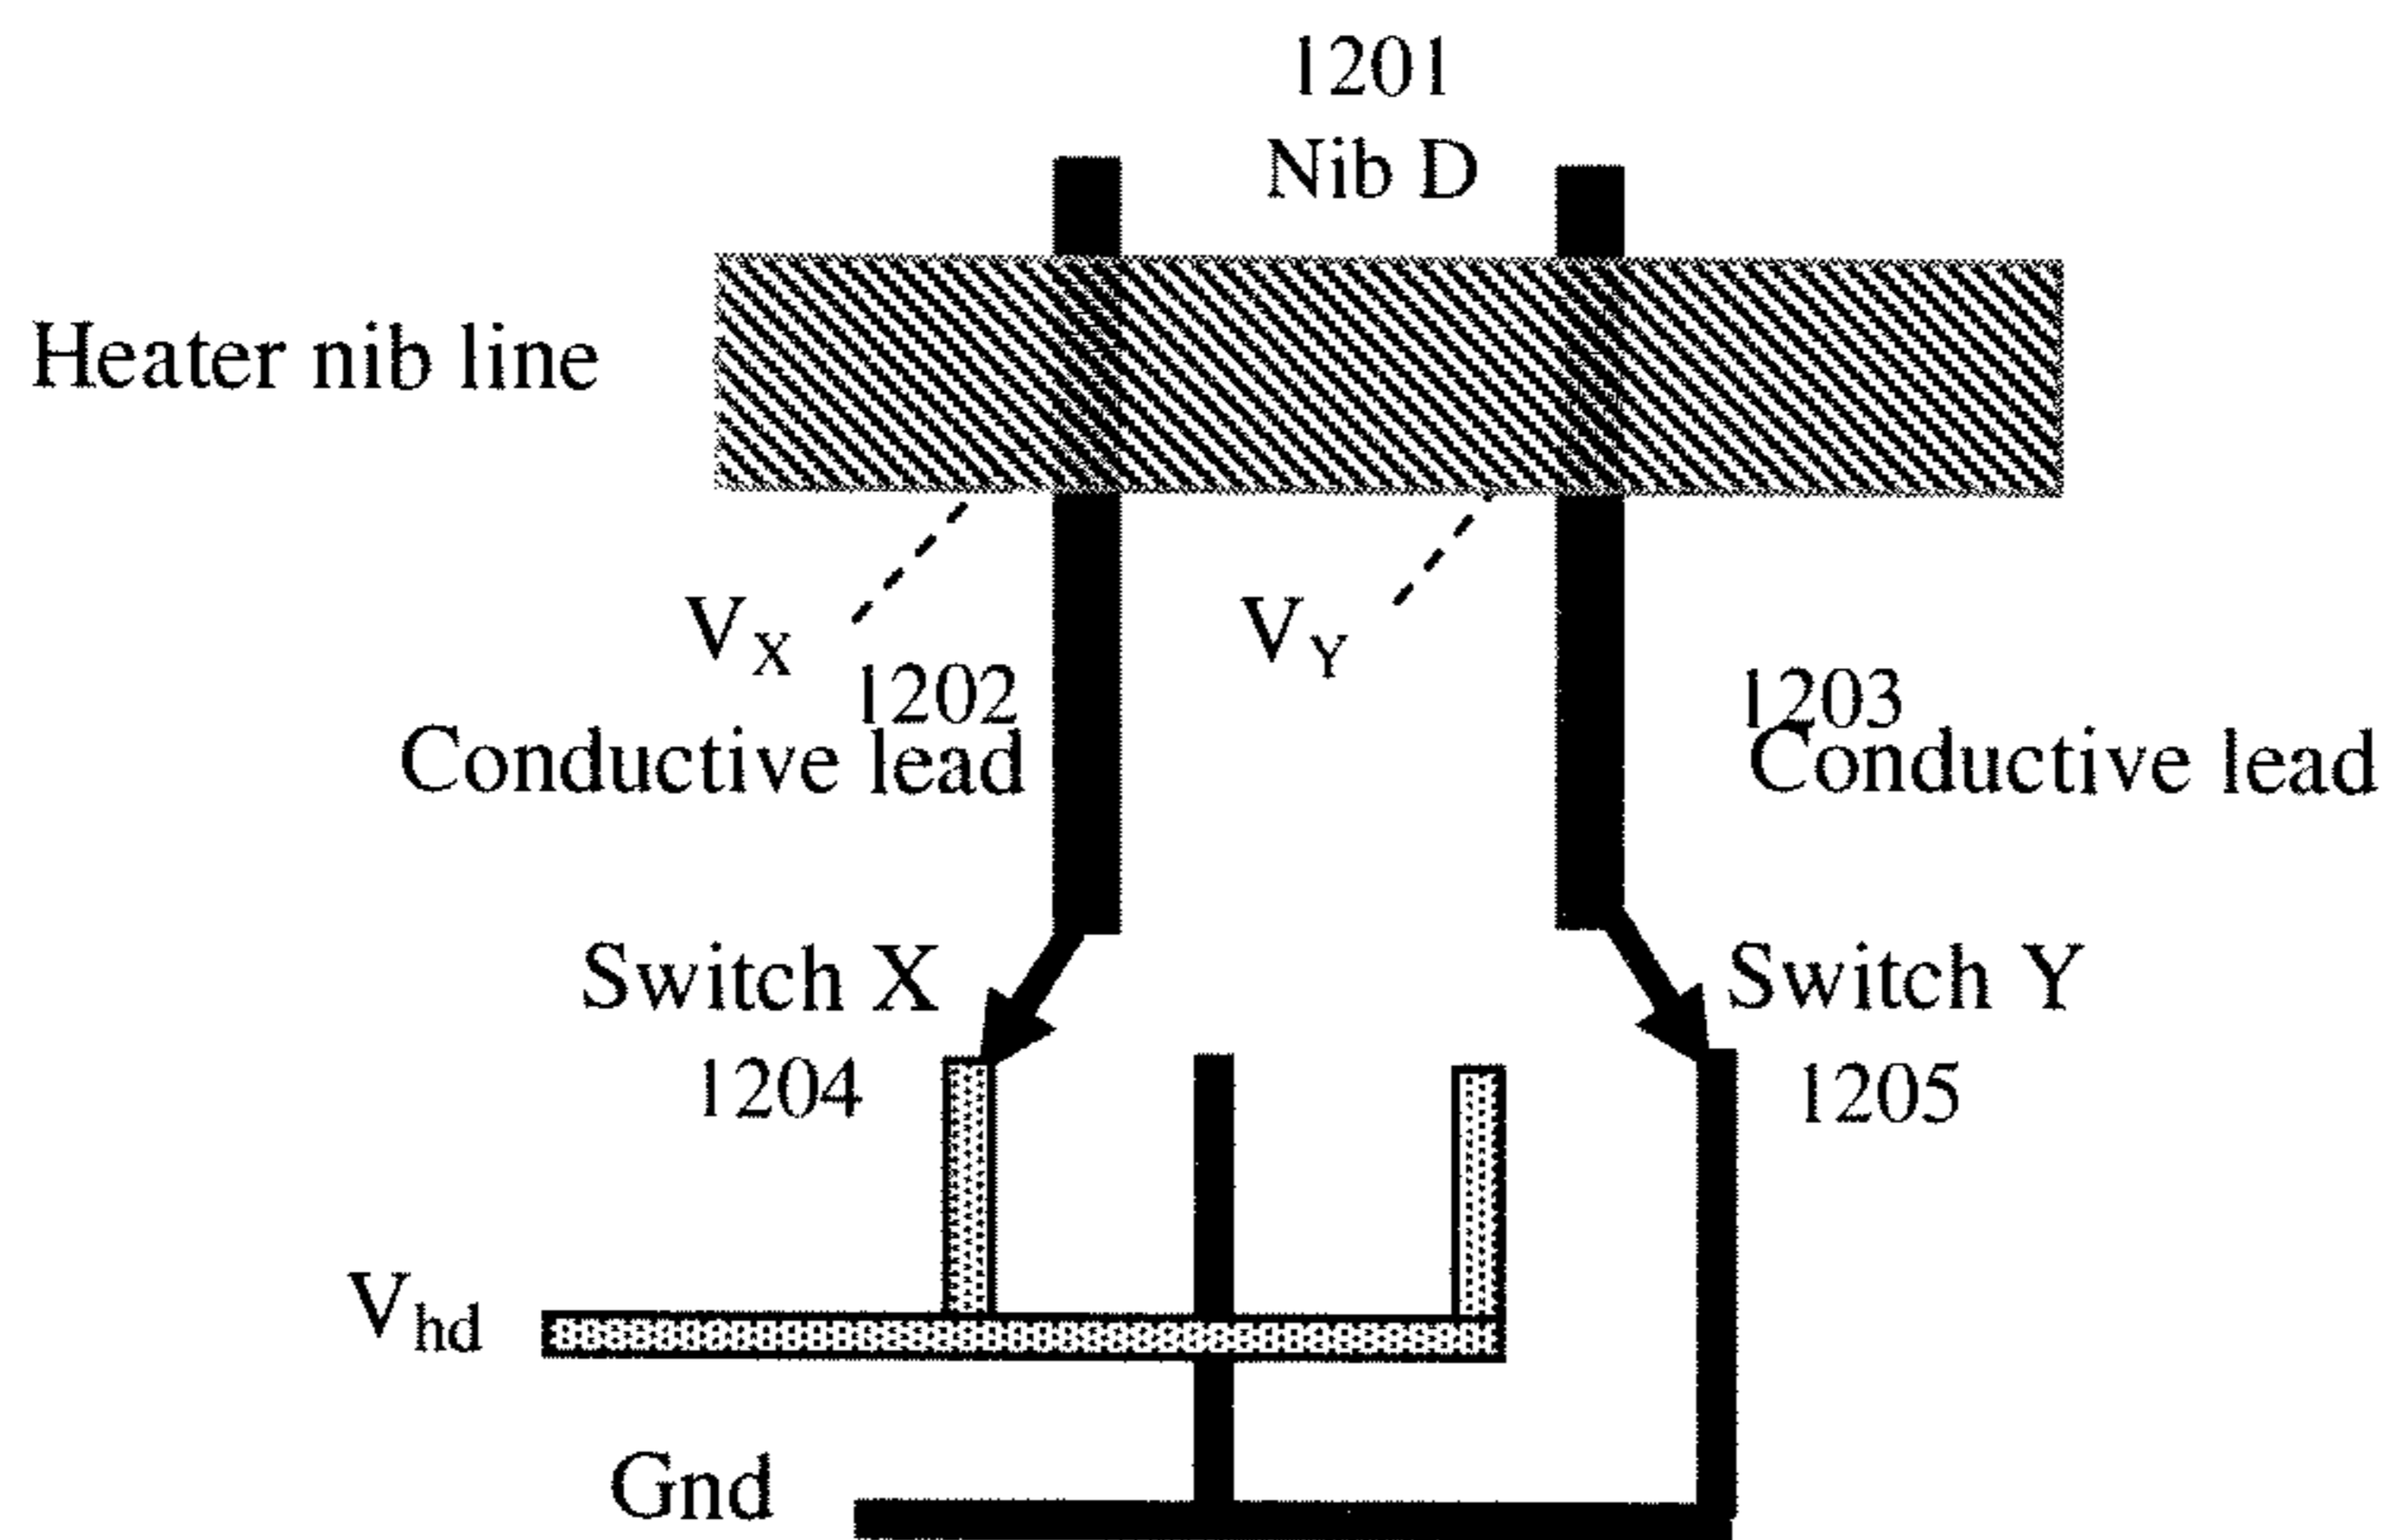 1201
Nib D
Heater nib line
VX
VY
1202
Conductive lead
1203
Conductive lead
Switch X
1204
Switch Y
1205
Vhd
Gnd